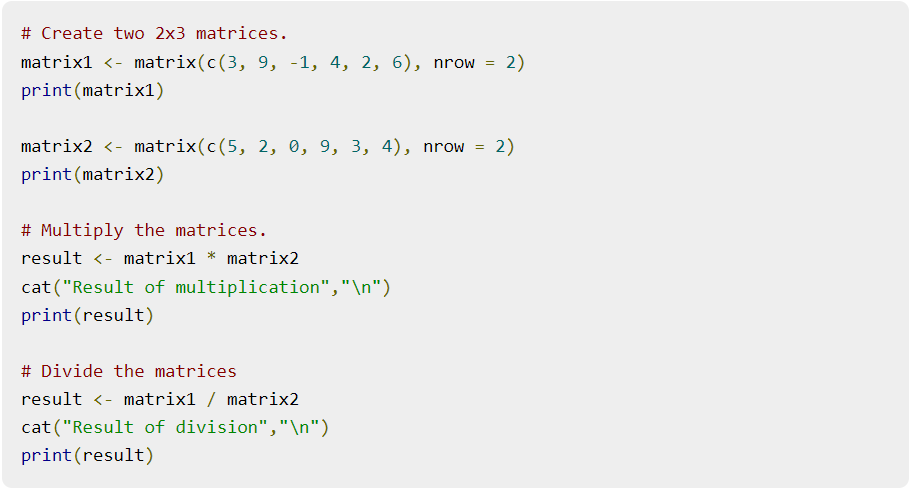 # Create two 2x3 matrices.
matrix1 <- matrix(c(3, 9, -1, 4, 2, 6), nrow = 2)
print(matrix1)

matrix2 <- matrix(c(5, 2, 0, 9, 3, 4), nrow = 2)
print(matrix2)

# Multiply the matrices.
result <- matrix1 * matrix2
cat("Result of multiplication","\n")
print(result)

# Divide the matrices
result <- matrix1 / matrix2
cat("Result of division","\n")
print(result)